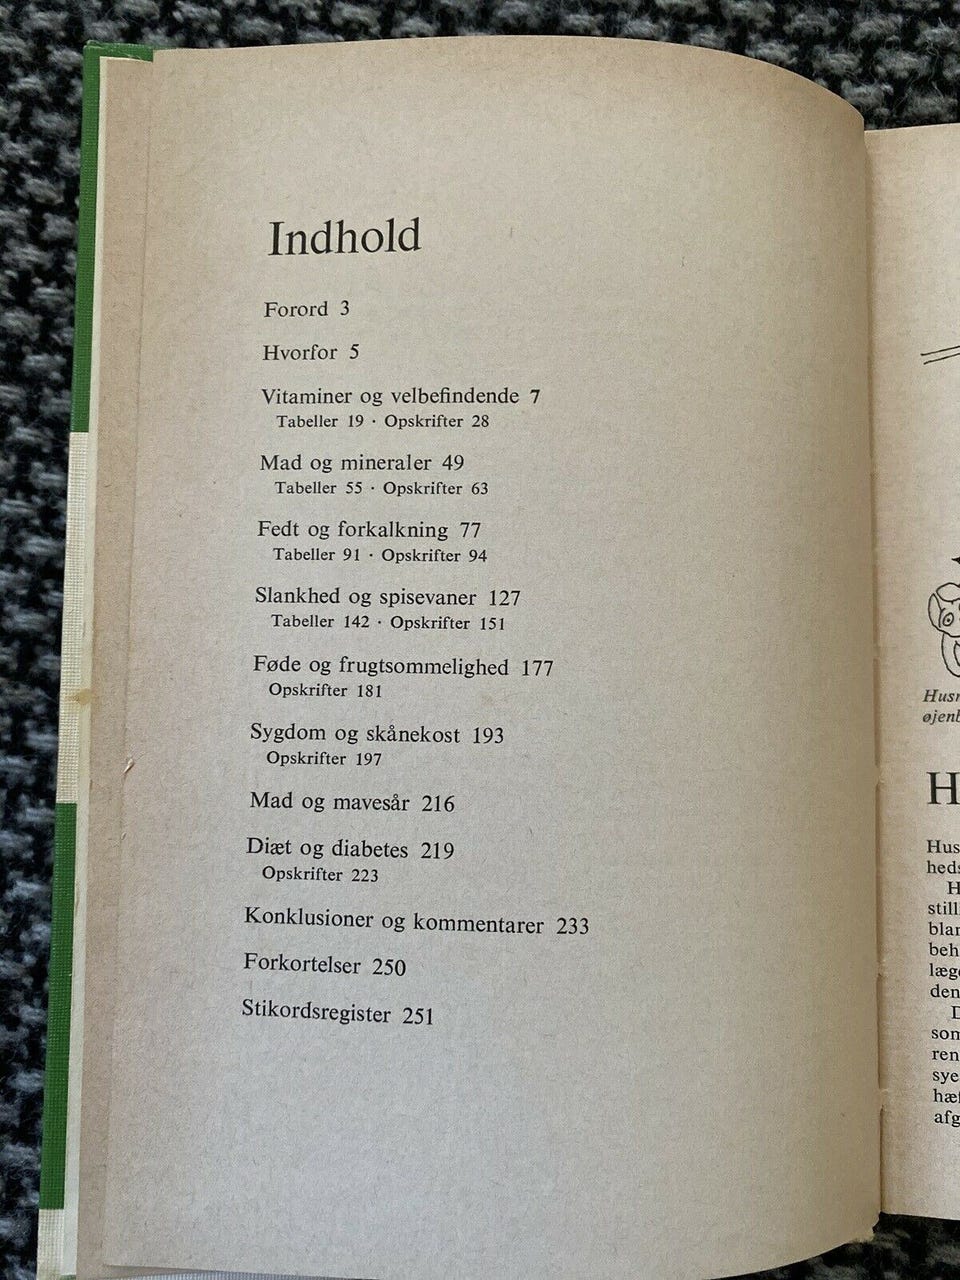 Indhold
Forord 3
Hvorfor 5
Vitaminer og velbefindende 7
Tabeller 19 · Opskrifter 28
Mad og mineraler 49
Tabeller 55 · Opskrifter 63
Fedt og forkalkning 77
Tabeller 91 · Opskrifter 94
Slankhed og spisevaner 127
Tabeller 142 · Opskrifter 151
Føde og frugtsommelighed 177
Opskrifter 181
Sygdom og skånekost 193
Opskrifter 197
Mad og mavesår 216
Diæt og diabetes 219
Opskrifter 223
Konklusioner og kommentarer 233
Forkortelser 250
Stikordsregister 251